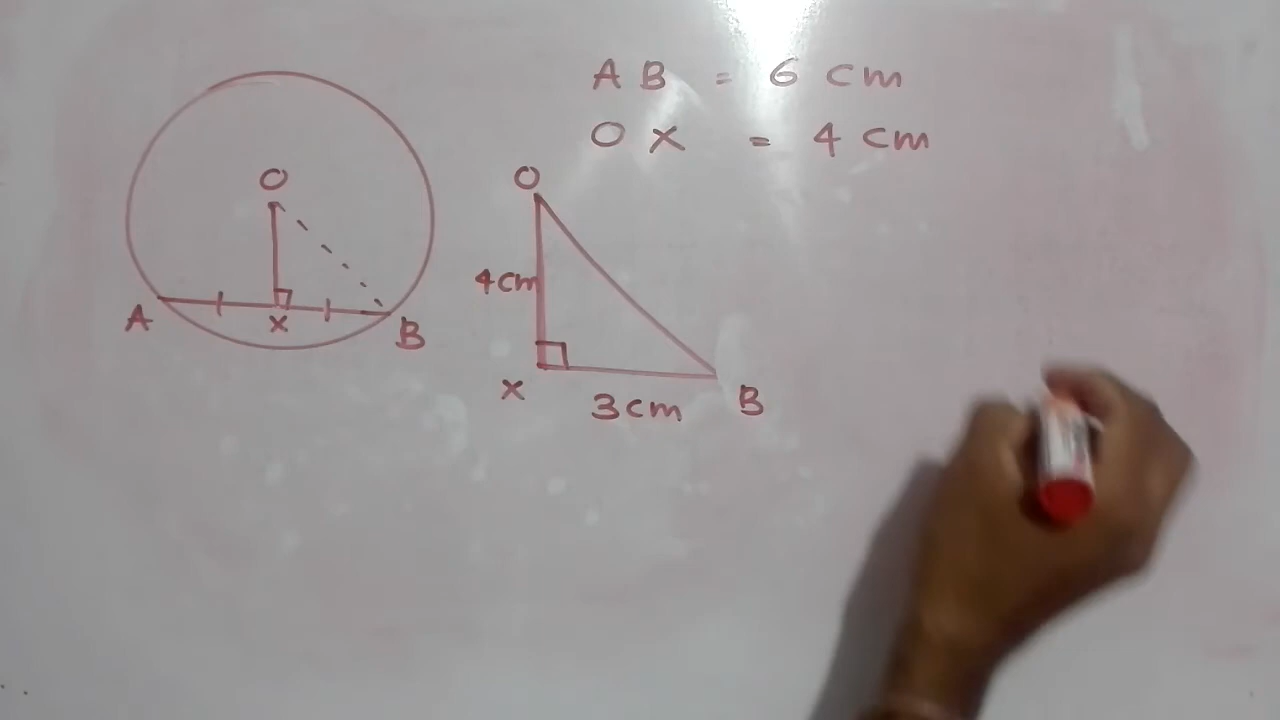 AB = 6 cm
OX = 4 cm
O
A
X
B
O
4cm
X
3cm
B